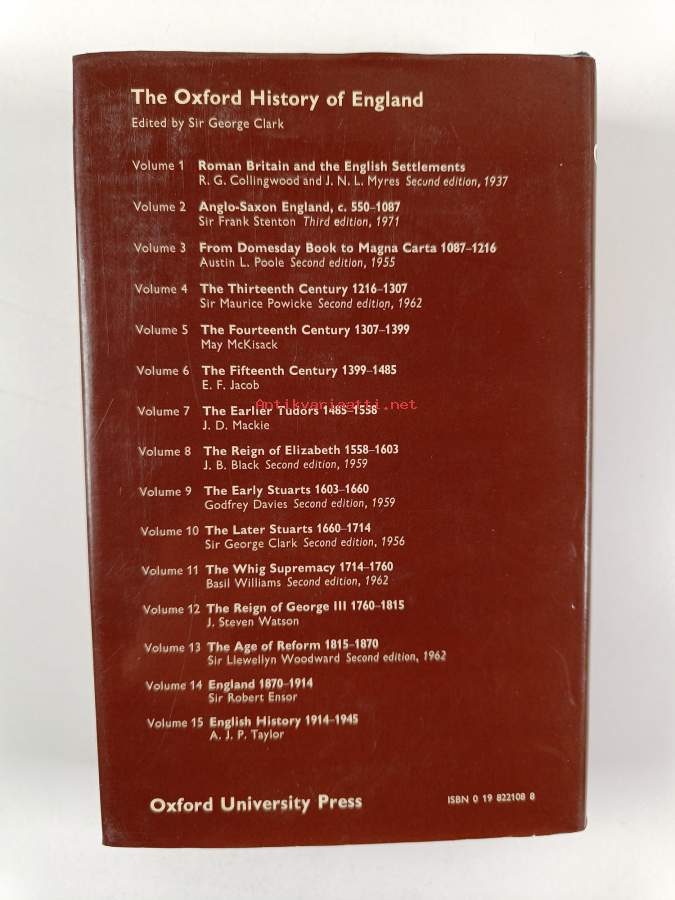 The Oxford History of England
Edited by Sir George Clark
Volume 1 Roman Britain and the English Settlements
R. G. Collingwood and J. N. L. Myres Second edition, 1937
Volume 2 Anglo-Saxon England, c. 550–1087
Sir Frank Stenton Third edition, 1971
Volume 3 From Domesday Book to Magna Carta 1087–1216
Austin L. Poole Second edition, 1955
Volume 4 The Thirteenth Century 1216–1307
Sir Maurice Powicke Second edition, 1962
Volume 5 The Fourteenth Century 1307–1399
May McKisack
Volume 6 The Fifteenth Century 1399–1485
E. F. Jacob
Antikvariaatti.net
Volume 7 The Earlier Tudors 1485–1558
J. D. Mackie
Volume 8 The Reign of Elizabeth 1558–1603
J. B. Black Second edition, 1959
Volume 9 The Early Stuarts 1603–1660
Godfrey Davies Second edition, 1959
Volume 10 The Later Stuarts 1660–1714
Sir George Clark Second edition, 1956
Volume 11 The Whig Supremacy 1714–1760
Basil Williams Second edition, 1962
Volume 12 The Reign of George III 1760–1815
J. Steven Watson
Volume 13 The Age of Reform 1815–1870
Sir Llewellyn Woodward Second edition, 1962
Volume 14 England 1870–1914
Sir Robert Ensor
Volume 15 English History 1914–1945
A. J. P. Taylor
Oxford University Press
ISBN 0 19 822108 8